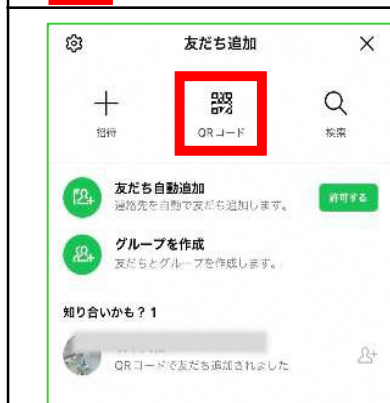 友だち追加
招待
QRコード
検索
友だち自動追加
連絡先を自動で友だち追加します。
許可する
グループを作成
友だちとグループを作成します。
知り合いかも？1
QRコードで友だち追加されました